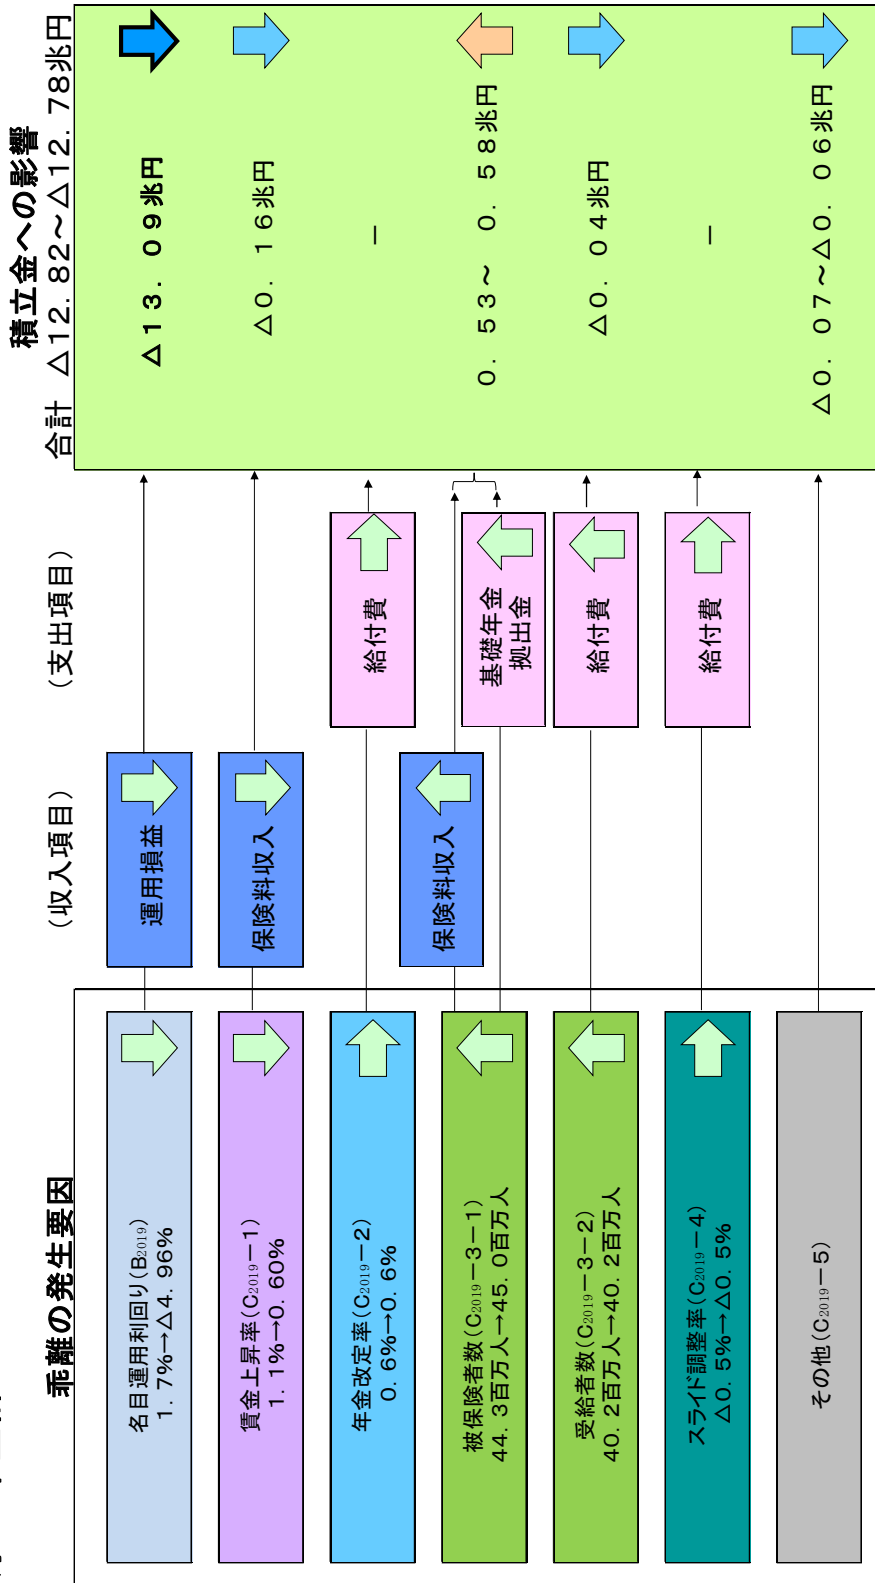 積立金への影響
合計 △12.82～△12.78兆円
乖離の発生要因
(収入項目)
(支出項目)
名目運用利回り(B2019)
1.7%→△4.96%
運用損益
△13.09兆円
賃金上昇率(C2019－1)
1.1%→0.60%
保険料収入
△0.16兆円
年金改定率(C2019－2)
0.6%→0.6%
給付費
－
被保険者数(C2019－3－1)
44.3百万人→45.0百万人
保険料収入
基礎年金
拠出金
0.53～ 0.58兆円
受給者数(C2019－3－2)
40.2百万人→40.2百万人
給付費
△0.04兆円
スライド調整率(C2019－4)
△0.5%→△0.5%
給付費
－
その他(C2019－5)
△0.07～△0.06兆円